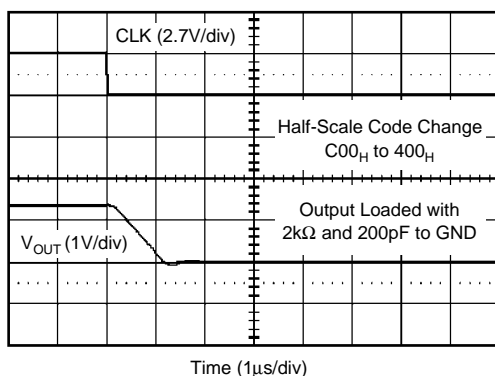 CLK (2.7V/div)
Half-Scale Code Change
C00H to 400H
Output Loaded with
2kΩ and 200pF to GND
VOUT (1V/div)
Time (1µs/div)